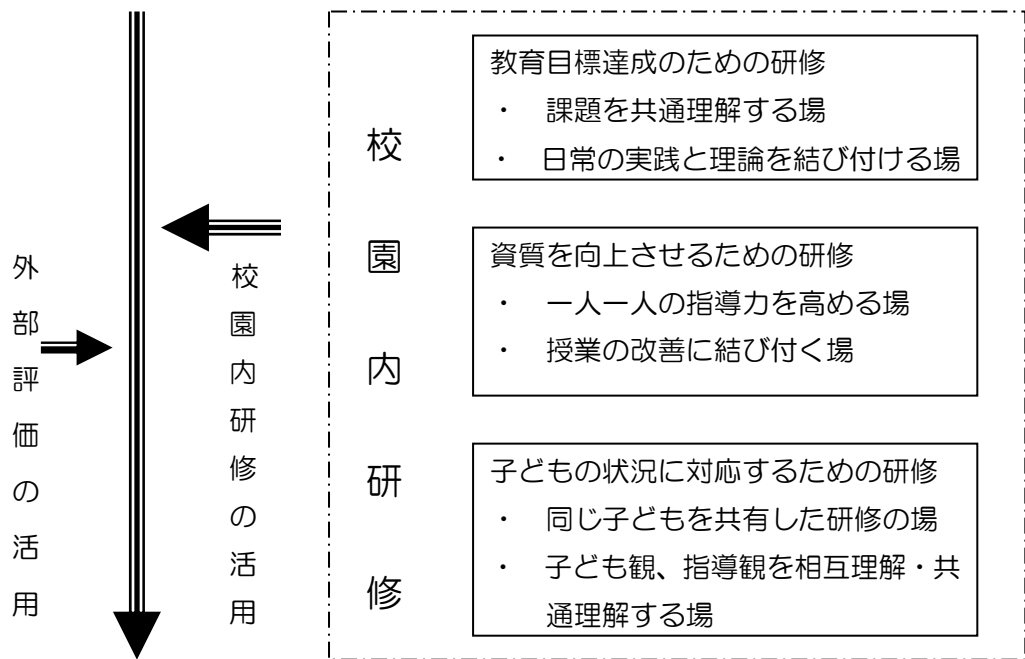 外部評価の活用
校園内研修の活用
校園内研修
教育目標達成のための研修
・ 課題を共通理解する場
・ 日常の実践と理論を結び付ける場
資質を向上させるための研修
・ 一人一人の指導力を高める場
・ 授業の改善に結び付く場
子どもの状況に対応するための研修
・ 同じ子どもを共有した研修の場
・ 子ども観、指導観を相互理解・共
通理解する場